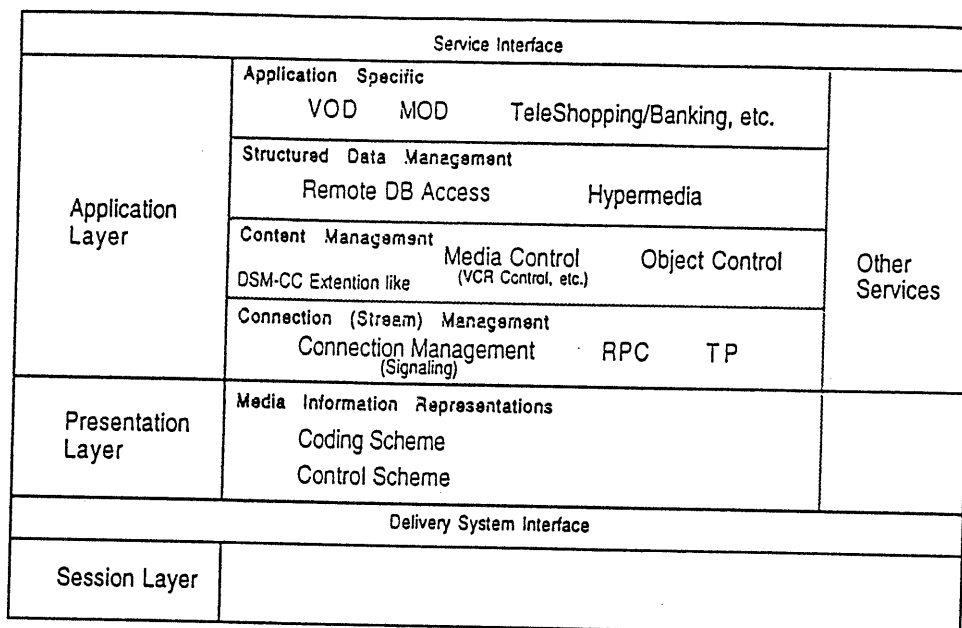 Service Interface
Application Layer
Application Specific
VOD MOD TeleShopping/Banking, etc.
Structured Data Management
Remote DB Access Hypermedia
Content Management
Media Control Object Control
DSM-CC Extention like (VCR Control, etc.)
Connection (Stream) Management
Connection Management RPC TP
(Signaling)
Other Services
Presentation Layer
Media Information Representations
Coding Scheme
Control Scheme
Delivery System Interface
Session Layer